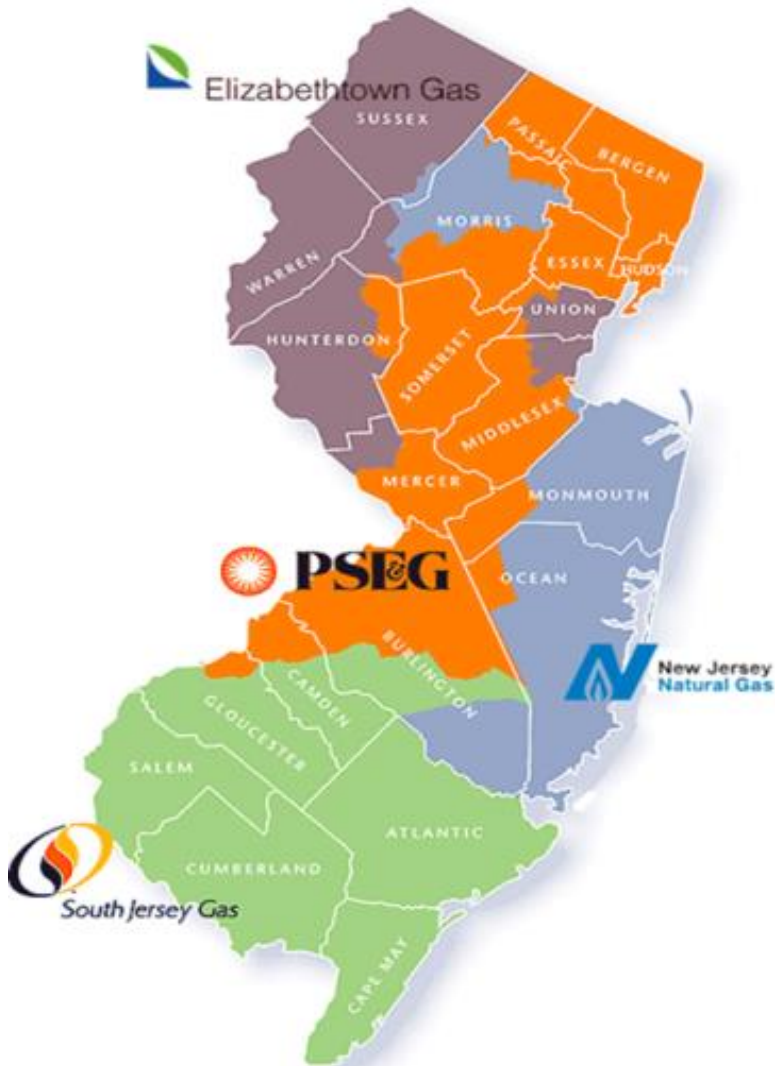 Elizabethtown Gas
SUSSEX
PASSAIC
BERGEN
MORRIS
ESSEX
HUDSON
WARREN
UNION
HUNTERDON
SOMERSET
MIDDLESEX
MERCER
MONMOUTH
PSE&G
OCEAN
BURLINGTON
New Jersey
Natural Gas
CAMDEN
GLOUCESTER
SALEM
ATLANTIC
CUMBERLAND
South Jersey Gas
CAPE MAY